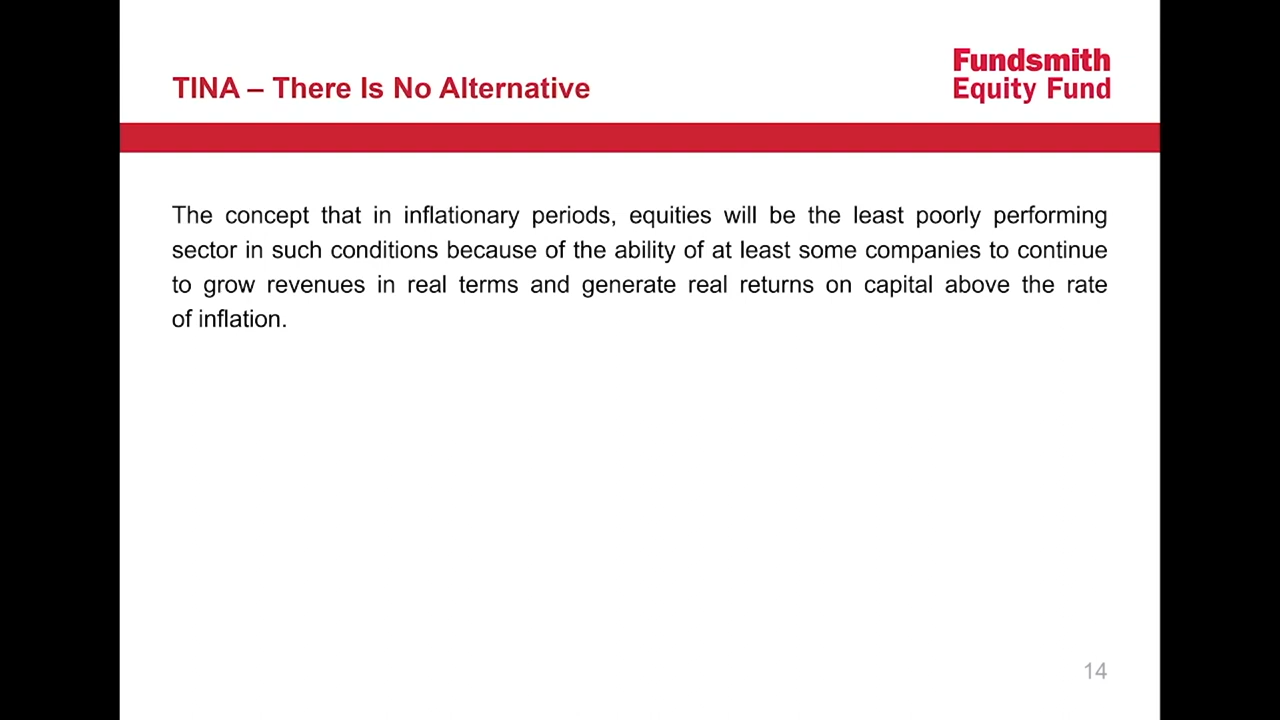 TINA – There Is No Alternative
Fundsmith
Equity Fund
The concept that in inflationary periods, equities will be the least poorly performing
sector in such conditions because of the ability of at least some companies to continue
to grow revenues in real terms and generate real returns on capital above the rate
of inflation.
14